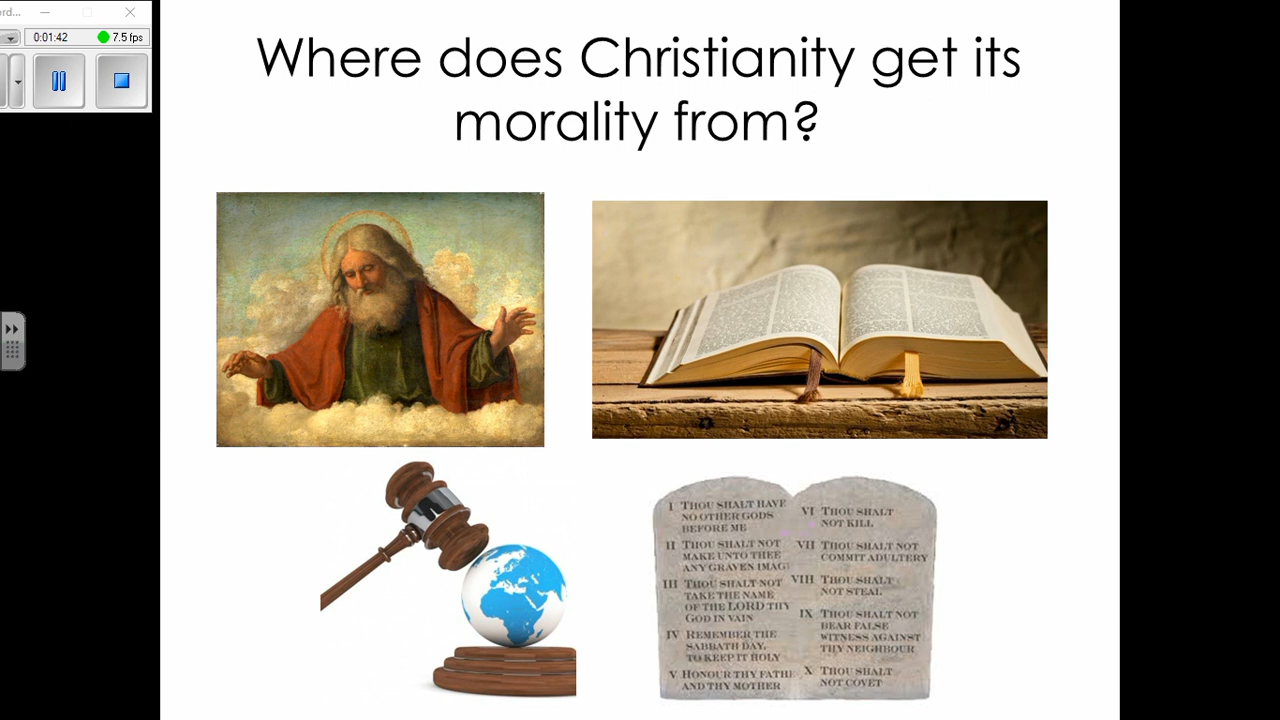 ord...
0:01:42
7.5 fps
Where does Christianity get its
morality from?
I THOU SHALT HAVE
NO OTHER GODS
BEFORE ME
II THOU SHALT NOT
MAKE UNTO THEE
ANY GRAVEN IMAG
III THOU SHALT NOT
TAKE THE NAME
OF THE LORD THY
GOD IN VAIN
IV REMEMBER THE
SABBATH DAY,
TO KEEP IT HOLY
V HONOUR THY FATHE
AND THY MOTHER
VI THOU SHALT
NOT KILL
VII THOU SHALT NOT
COMMIT ADULTERY
VIII THOU SHALT
NOT STEAL
IX THOU SHALT NOT
BEAR FALSE
WITNESS AGAINST
THY NEIGHBOUR
X THOU SHALT
NOT COVET